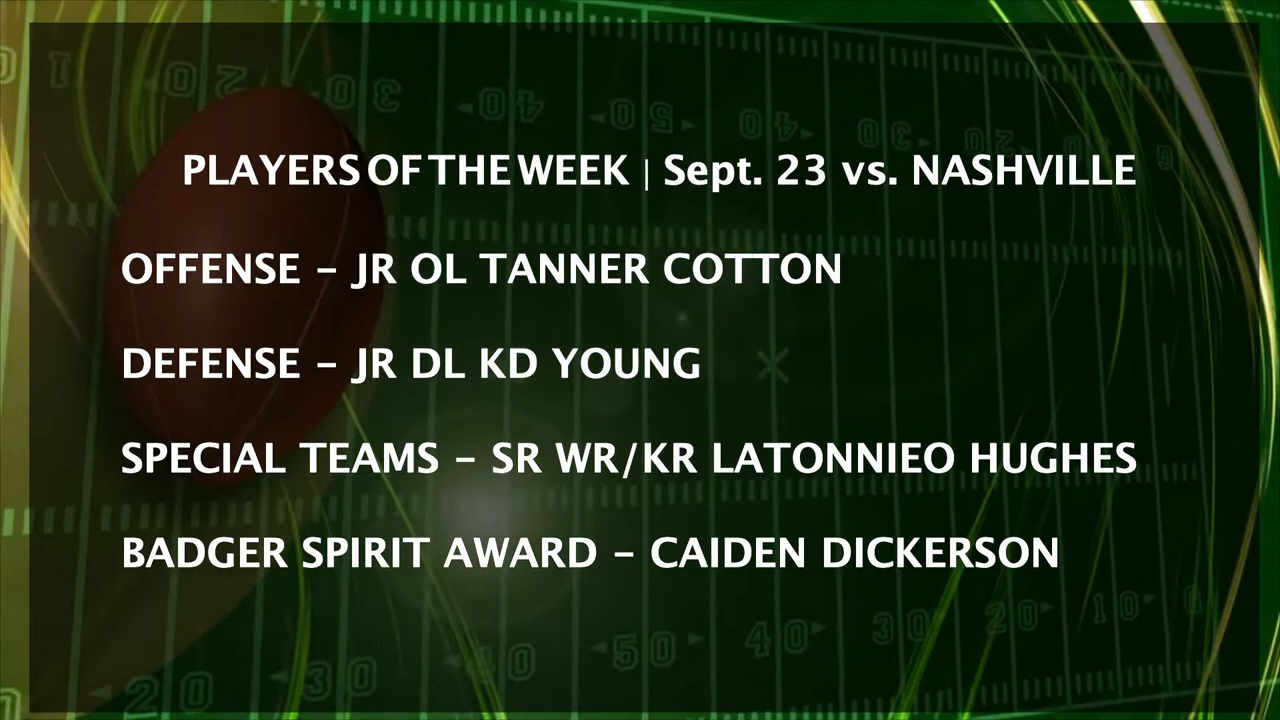 PLAYERS OF THE WEEK | Sept. 23 vs. NASHVILLE
OFFENSE - JR OL TANNER COTTON
DEFENSE - JR DL KD YOUNG
SPECIAL TEAMS - SR WR/KR LATONNIEO HUGHES
BADGER SPIRIT AWARD - CAIDEN DICKERSON